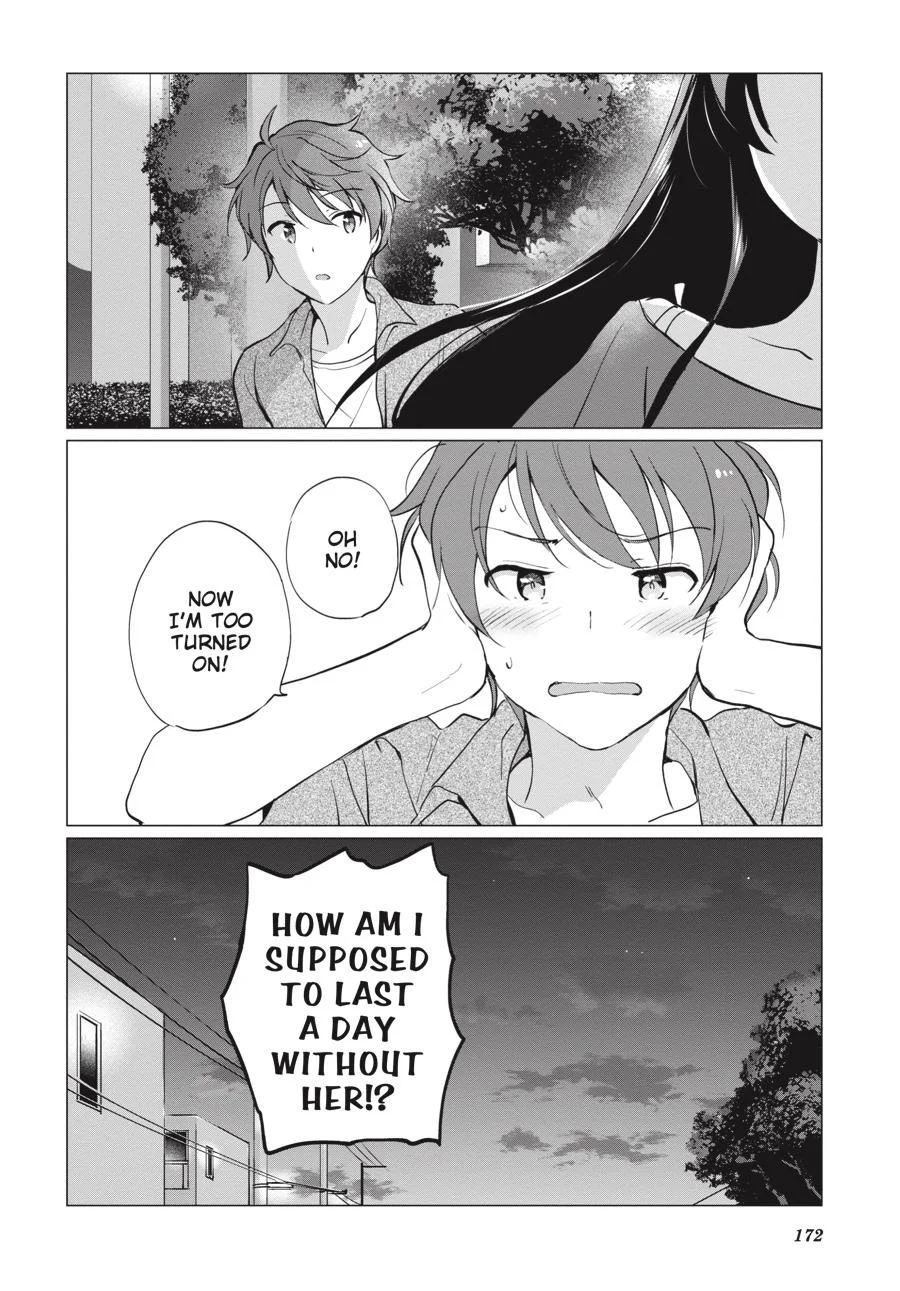 OH
NO!
NOW
I'M TOO
TURNED
ON!
HOW AM I
SUPPOSED
TO LAST
A DAY
WITHOUT
HER!?
172